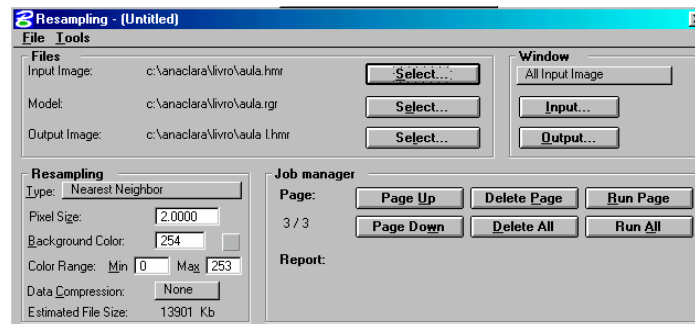 Resampling - (Untitled)
File Tools
Files
Input Image: c:\anaclara\livro\aula.hmr Select...
Model: c:\anaclara\livro\aula.rgr Select...
Output Image: c:\anaclara\livro\aula l.hmr Select...
Window
All Input Image
Input...
Output...
Resampling
Type: Nearest Neighbor
Pixel Size: 2.0000
Background Color: 254
Color Range: Min 0 Max 253
Data Compression: None
Estimated File Size: 13901 Kb
Job manager
Page: Page Up Delete Page Run Page
3 / 3 Page Down Delete All Run All
Report: